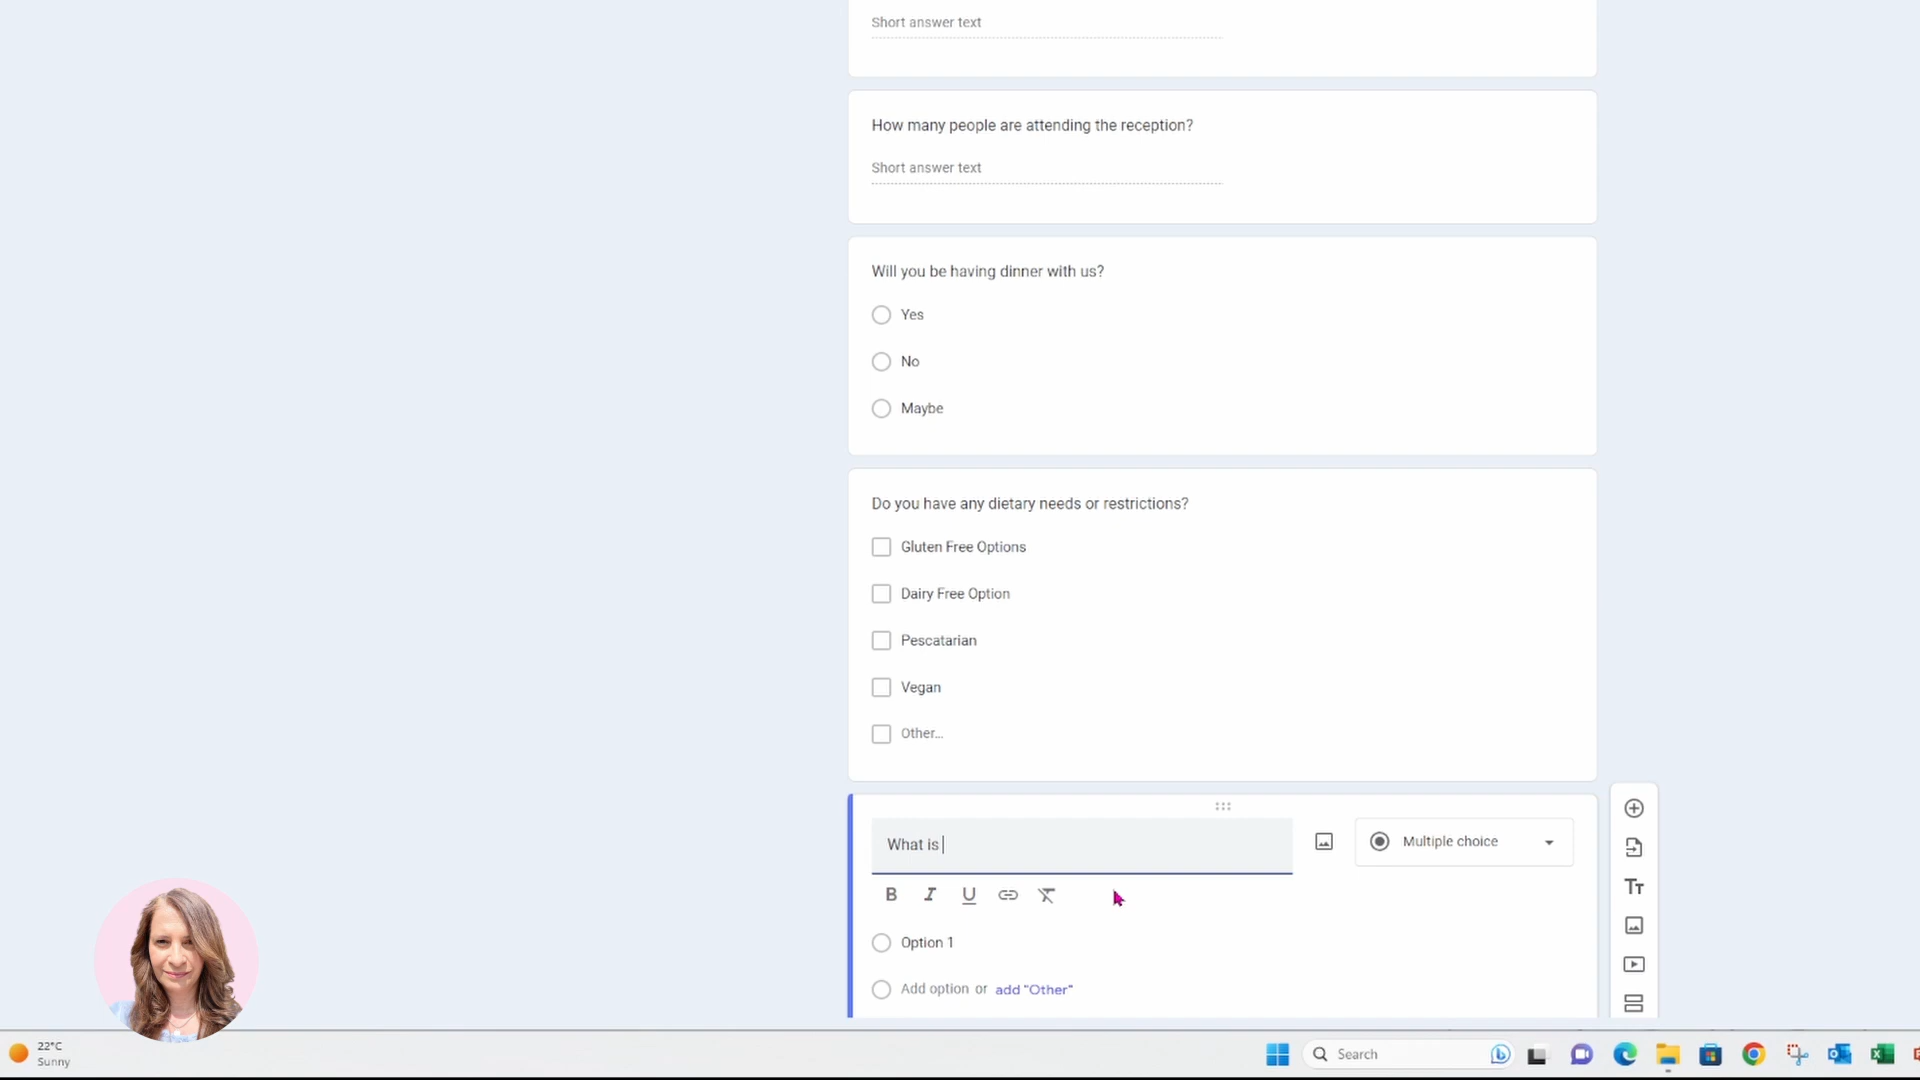 Short answer text
How many people are attending the reception?
Short answer text
Will you be having dinner with us?
Yes
No
Maybe
Do you have any dietary needs or restrictions?
Gluten Free Options
Dairy Free Option
Pescatarian
Vegan
Other...
What is
Multiple choice
B I U
Tт
Option 1
Add option or add "Other"
22°C
Sunny
Search